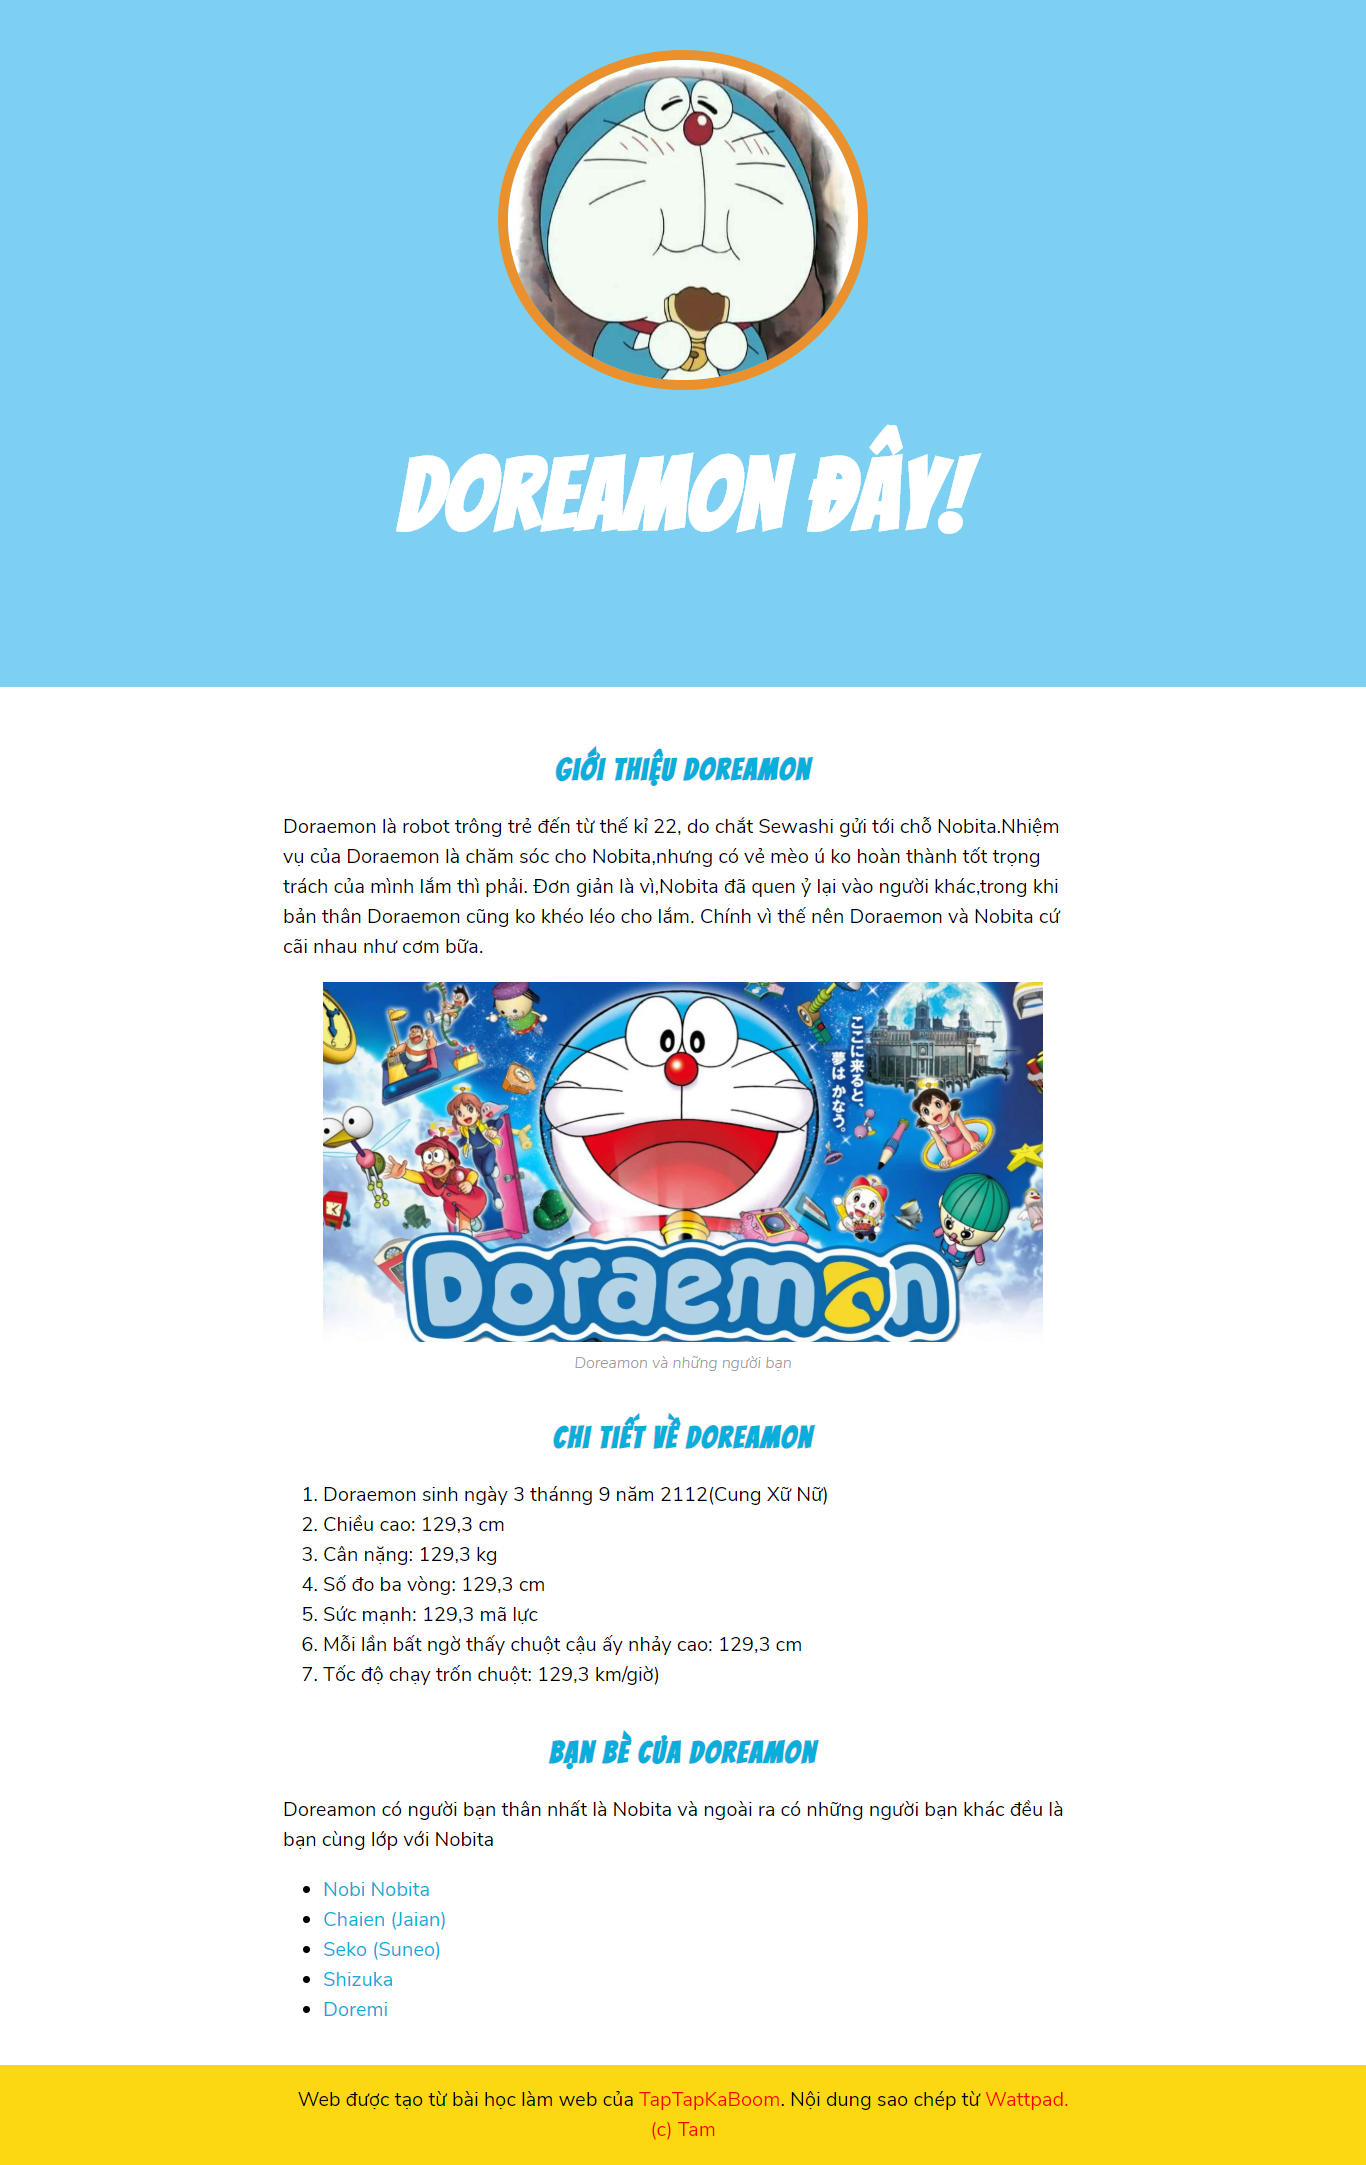 DOREAMON ĐÂY!
GIỚI THIỆU DOREAMON
Doraemon là robot trông trẻ đến từ thế kỉ 22, do chắt Sewashi gửi tới chỗ Nobita.Nhiệm
vụ của Doraemon là chăm sóc cho Nobita,nhưng có vẻ mèo ú ko hoàn thành tốt trọng
trách của mình lắm thì phải. Đơn giản là vì,Nobita đã quen ỷ lại vào người khác,trong khi
bản thân Doraemon cũng ko khéo léo cho lắm. Chính vì thế nên Doraemon và Nobita cứ
cãi nhau như cơm bữa.
ここに来ると、
夢は かなう。
Doraemon
Doreamon và những người bạn
CHI TIẾT VỀ DOREAMON
1. Doraemon sinh ngày 3 thánng 9 năm 2112(Cung Xữ Nữ)
2. Chiều cao: 129,3 cm
3. Cân nặng: 129,3 kg
4. Số đo ba vòng: 129,3 cm
5. Sức mạnh: 129,3 mã lực
6. Mỗi lần bất ngờ thấy chuột cậu ấy nhảy cao: 129,3 cm
7. Tốc độ chạy trốn chuột: 129,3 km/giờ)
BẠN BÈ CỦA DOREAMON
Doreamon có người bạn thân nhất là Nobita và ngoài ra có những người bạn khác đều là
bạn cùng lớp với Nobita
Nobi Nobita
Chaien (Jaian)
Seko (Suneo)
Shizuka
Doremi
Web được tạo từ bài học làm web của TapTapKaBoom. Nội dung sao chép từ Wattpad.
(c) Tam